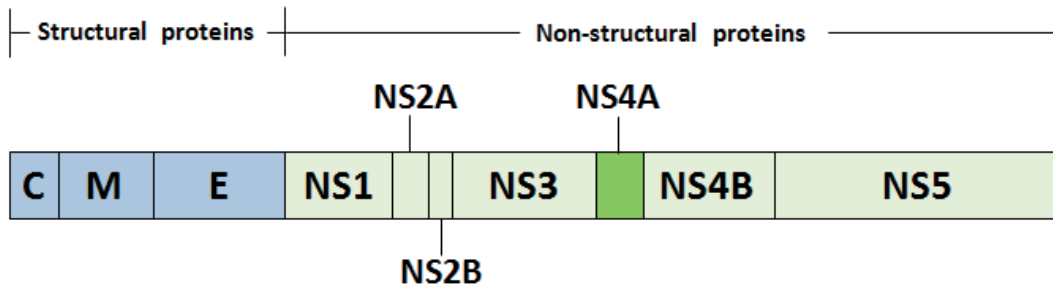 Structural proteins Non-structural proteins
NS2A NS4A
C M E NS1 NS3 NS4B NS5
NS2B